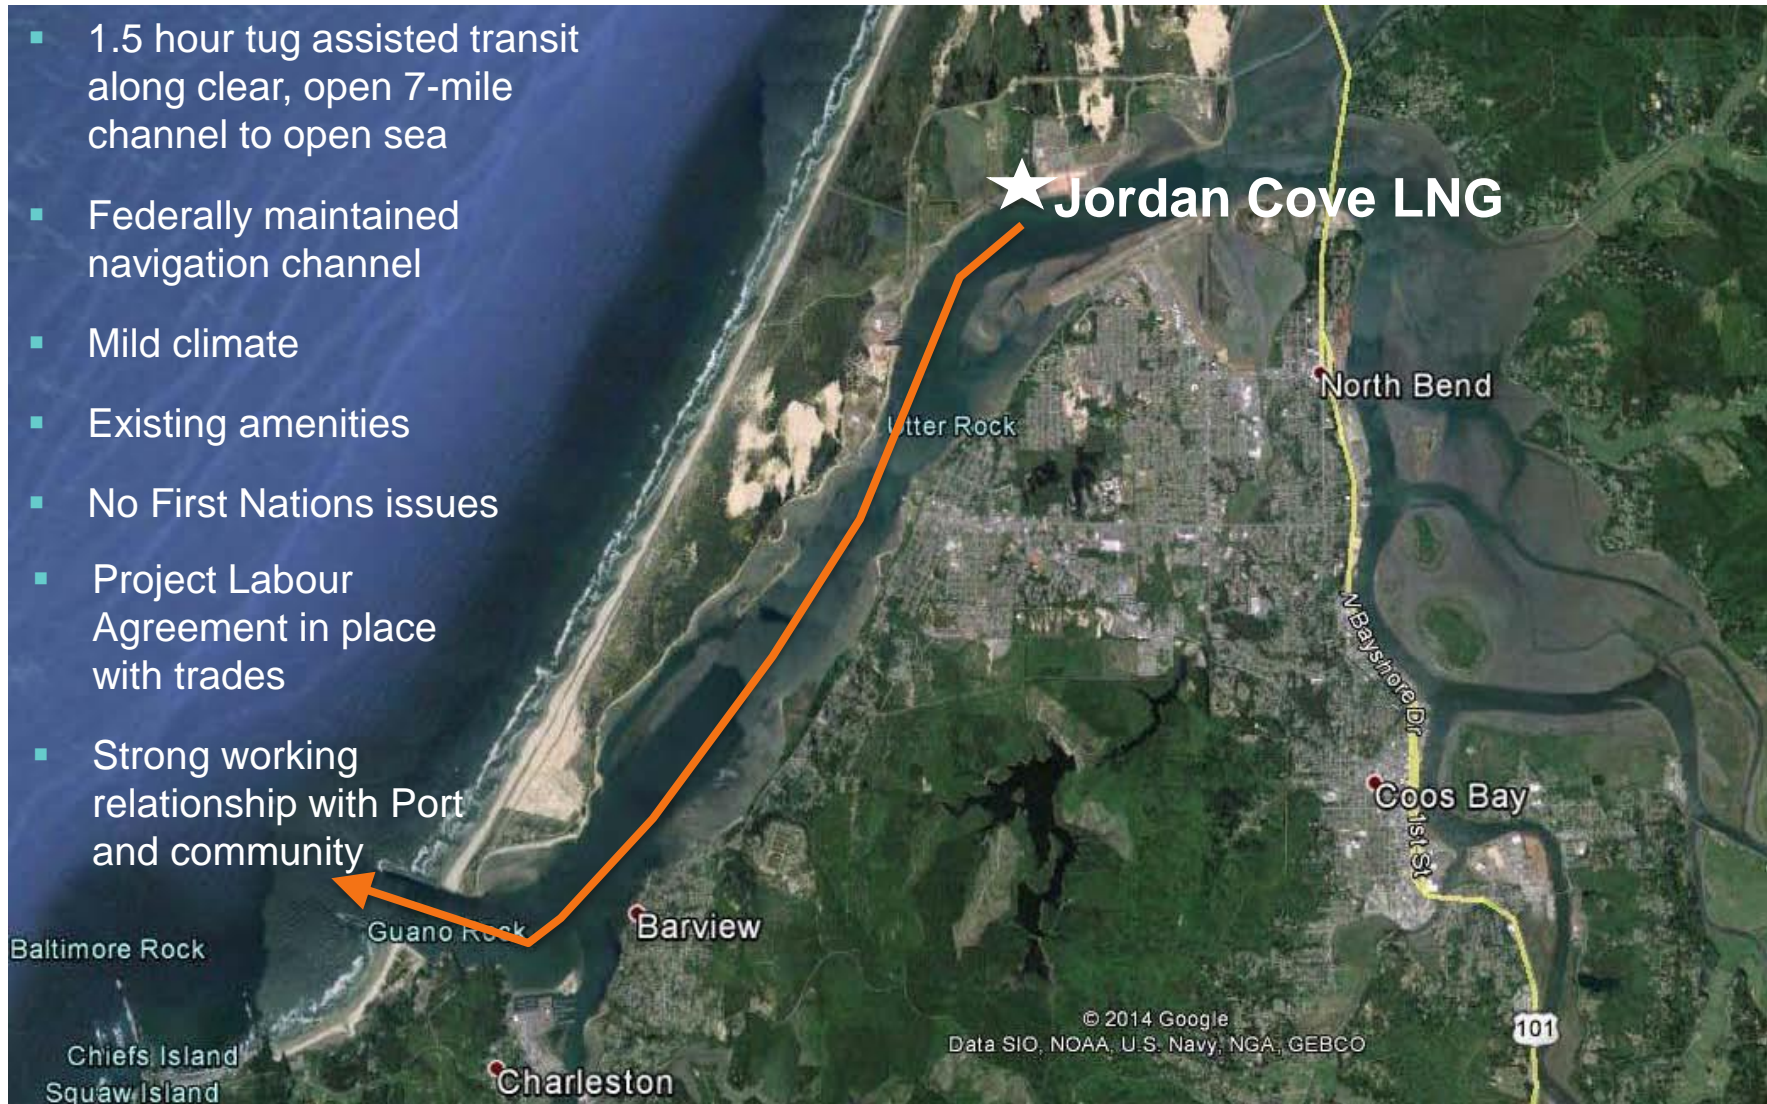 ▪ 1.5 hour tug assisted transit
along clear, open 7-mile
channel to open sea
▪ Federally maintained
navigation channel
▪ Mild climate
▪ Existing amenities
▪ No First Nations issues
▪ Project Labour
Agreement in place
with trades
▪ Strong working
relationship with Port
and community
Jordan Cove LNG
North Bend
Utter Rock
N Bayshore Dr
Coos Bay
1st St
Guano Rock
Barview
Baltimore Rock
© 2014 Google
Data SIO, NOAA, U.S. Navy, NGA, GEBCO
101
Chiefs Island
Squaw Island
Charleston